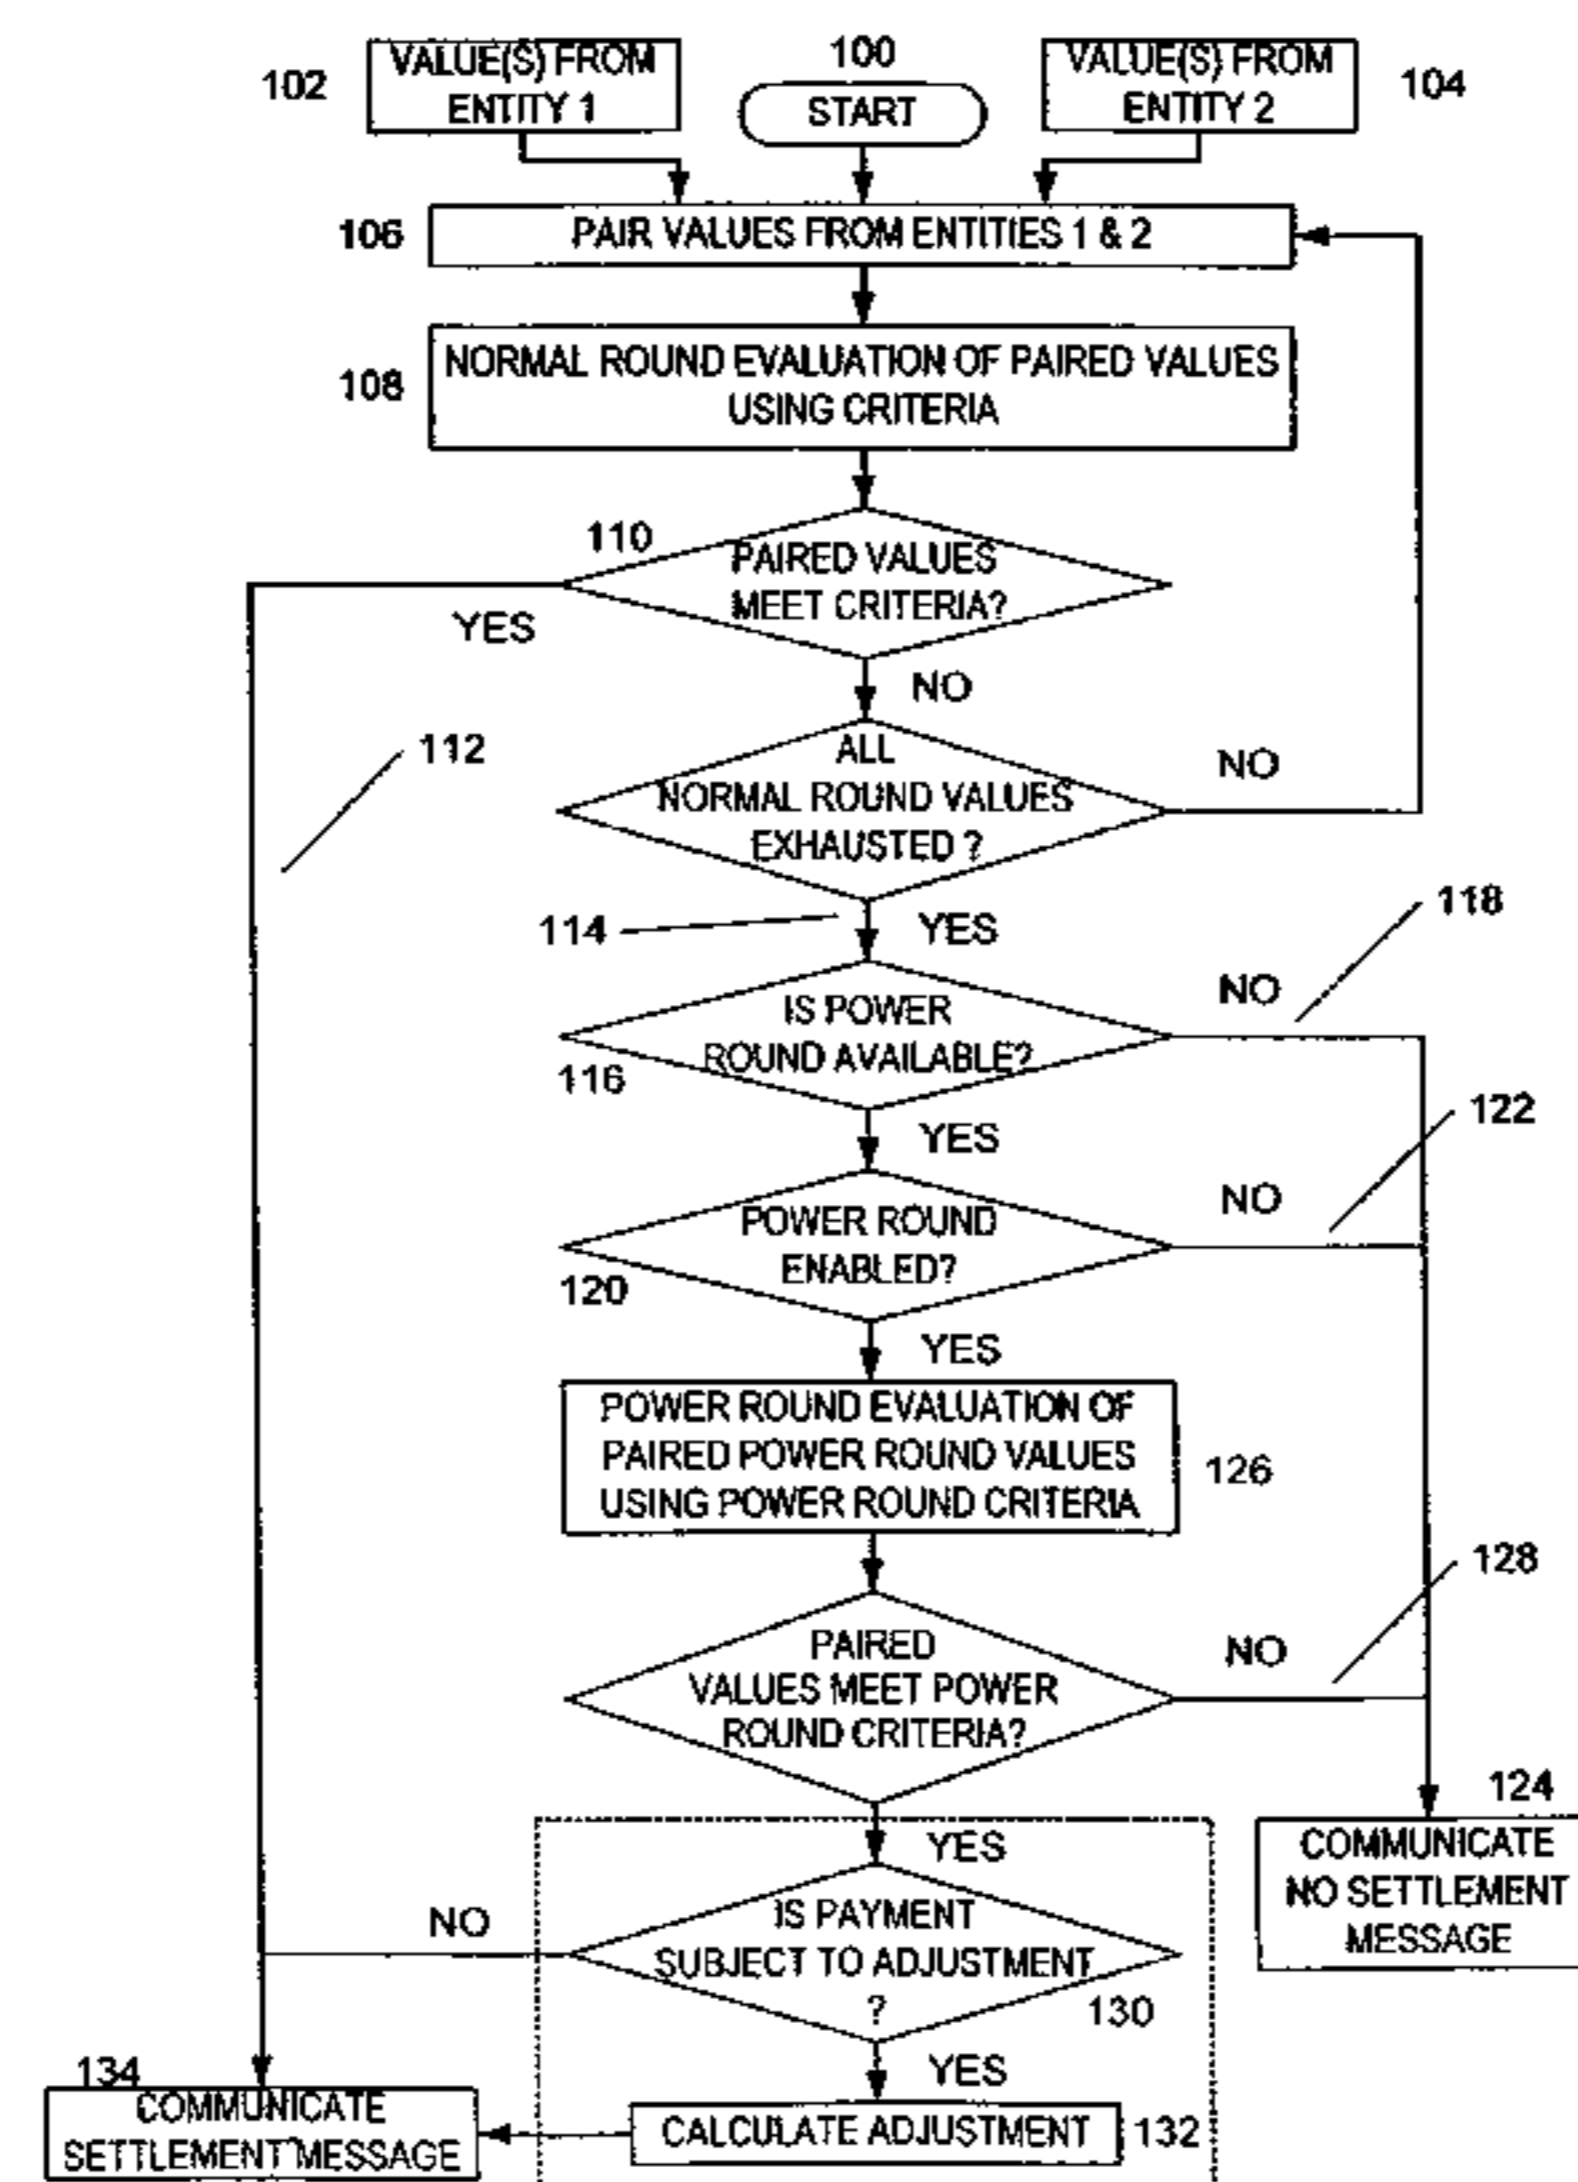 102
VALUE(S) FROM
ENTITY 1
100
START
VALUE(S) FROM
ENTITY 2
104
106
PAIR VALUES FROM ENTITIES 1 & 2
108
NORMAL ROUND EVALUATION OF PAIRED VALUES
USING CRITERIA
110
PAIRED VALUES
MEET CRITERIA?
YES
NO
112
ALL
NORMAL ROUND VALUES
EXHAUSTED ?
NO
114
YES
118
IS POWER
ROUND AVAILABLE?
NO
116
YES
122
POWER ROUND
ENABLED?
NO
120
YES
POWER ROUND EVALUATION OF
PAIRED POWER ROUND VALUES
USING POWER ROUND CRITERIA
126
128
PAIRED
VALUES MEET POWER
ROUND CRITERIA?
NO
124
COMMUNICATE
NO SETTLEMENT
MESSAGE
YES
NO
IS PAYMENT
SUBJECT TO ADJUSTMENT
?
130
YES
134
COMMUNICATE
SETTLEMENT MESSAGE
CALCULATE ADJUSTMENT
132